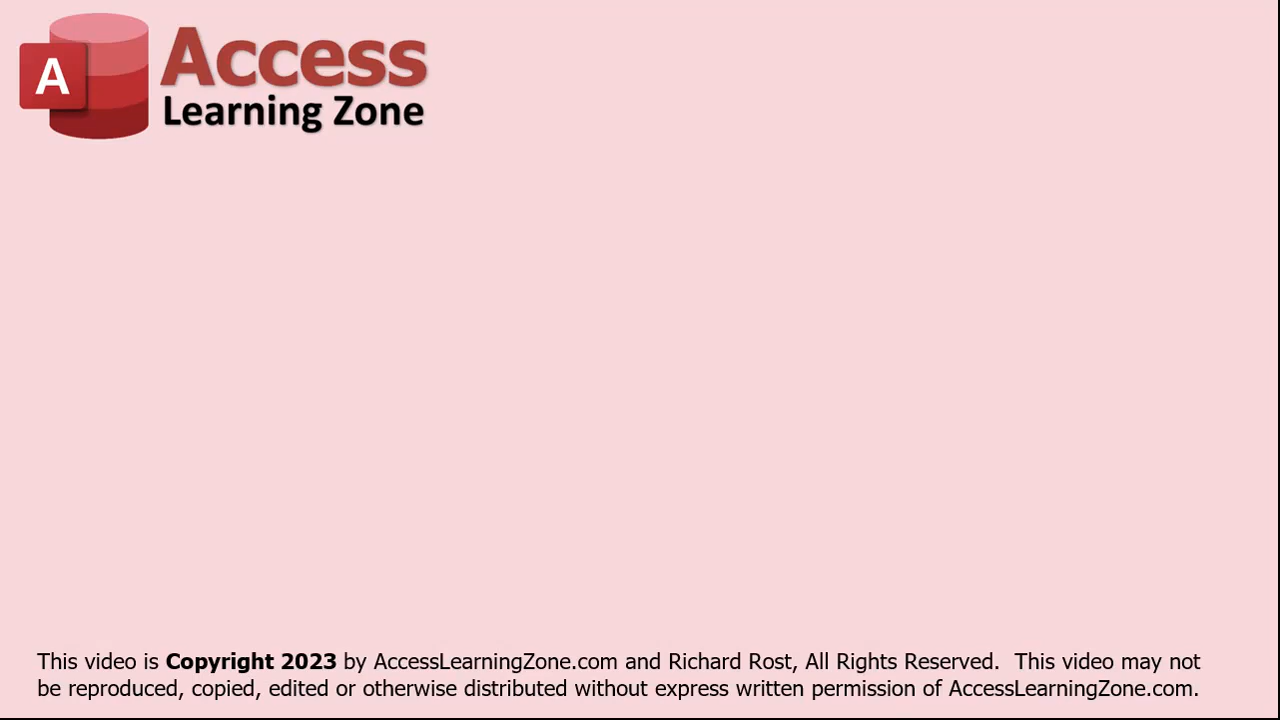 A
Access
Learning Zone
This video is Copyright 2023 by AccessLearningZone.com and Richard Rost, All Rights Reserved.  This video may not
be reproduced, copied, edited or otherwise distributed without express written permission of AccessLearningZone.com.